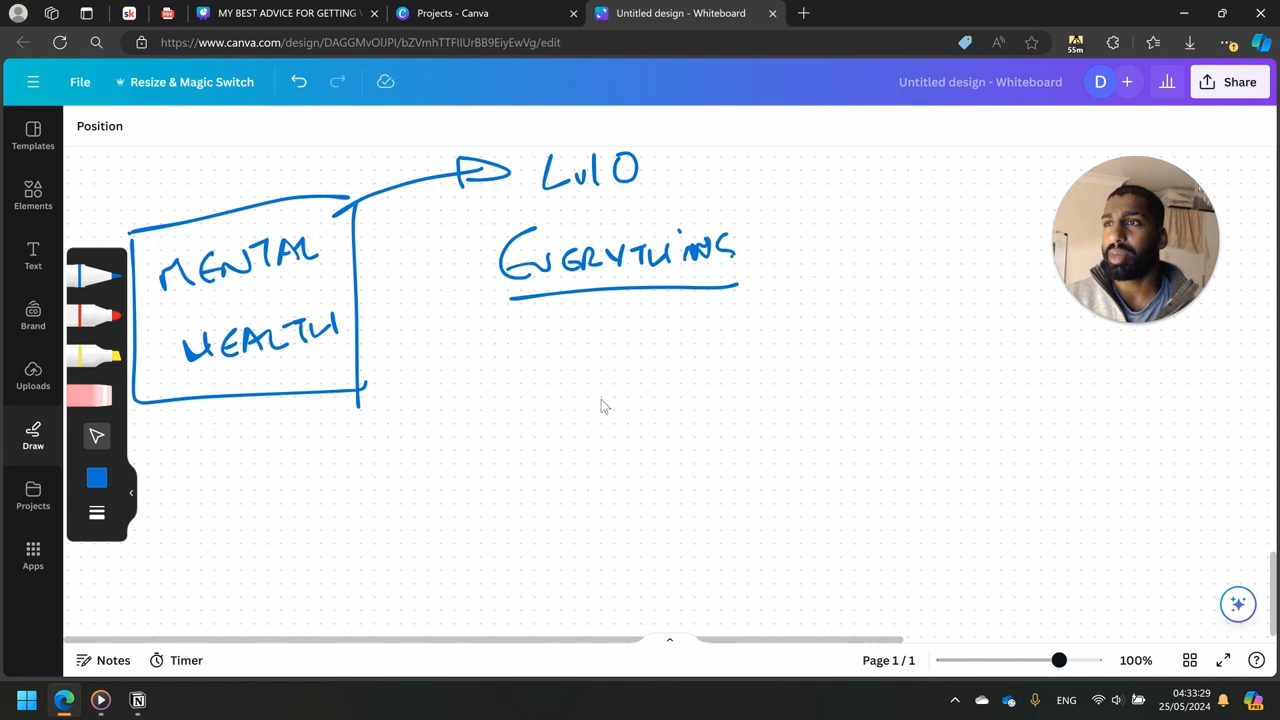 MY BEST ADVICE FOR GETTING
Projects - Canva
Untitled design - Whiteboard
https://www.canva.com/design/DAGGMvOlJPI/bZVmhTTFIIUrBB9EiyEwVg/edit
55m
File
Resize & Magic Switch
Untitled design - Whiteboard
D
Share
Templates
Position
Elements
Text
Brand
Uploads
Draw
Projects
Apps
Lvl 0
MENTAL
HEALTH
EVERYTHING
Notes
Timer
Page 1 / 1
100%
ENG
04:33:29
25/05/2024